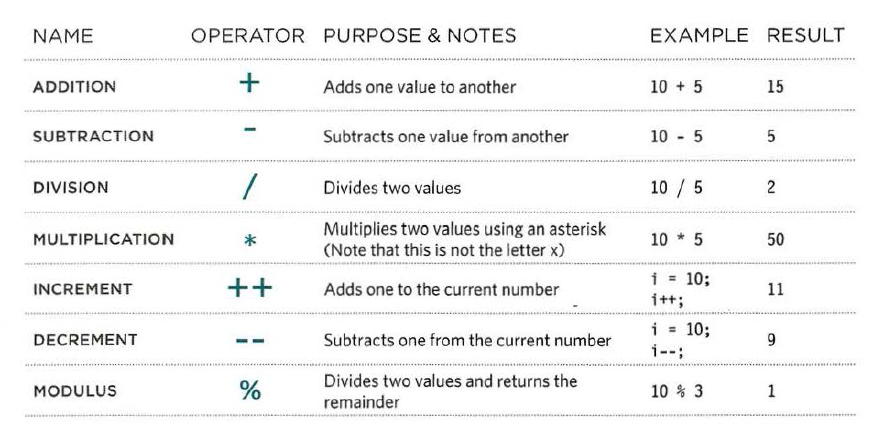 NAME OPERATOR PURPOSE & NOTES EXAMPLE RESULT
ADDITION + Adds one value to another 10 + 5 15
SUBTRACTION - Subtracts one value from another 10 - 5 5
DIVISION / Divides two values 10 / 5 2
MULTIPLICATION * Multiplies two values using an asterisk
(Note that this is not the letter x) 10 * 5 50
INCREMENT ++ Adds one to the current number i = 10;
i++; 11
DECREMENT -- Subtracts one from the current number i = 10;
i--; 9
MODULUS % Divides two values and returns the
remainder 10 % 3 1